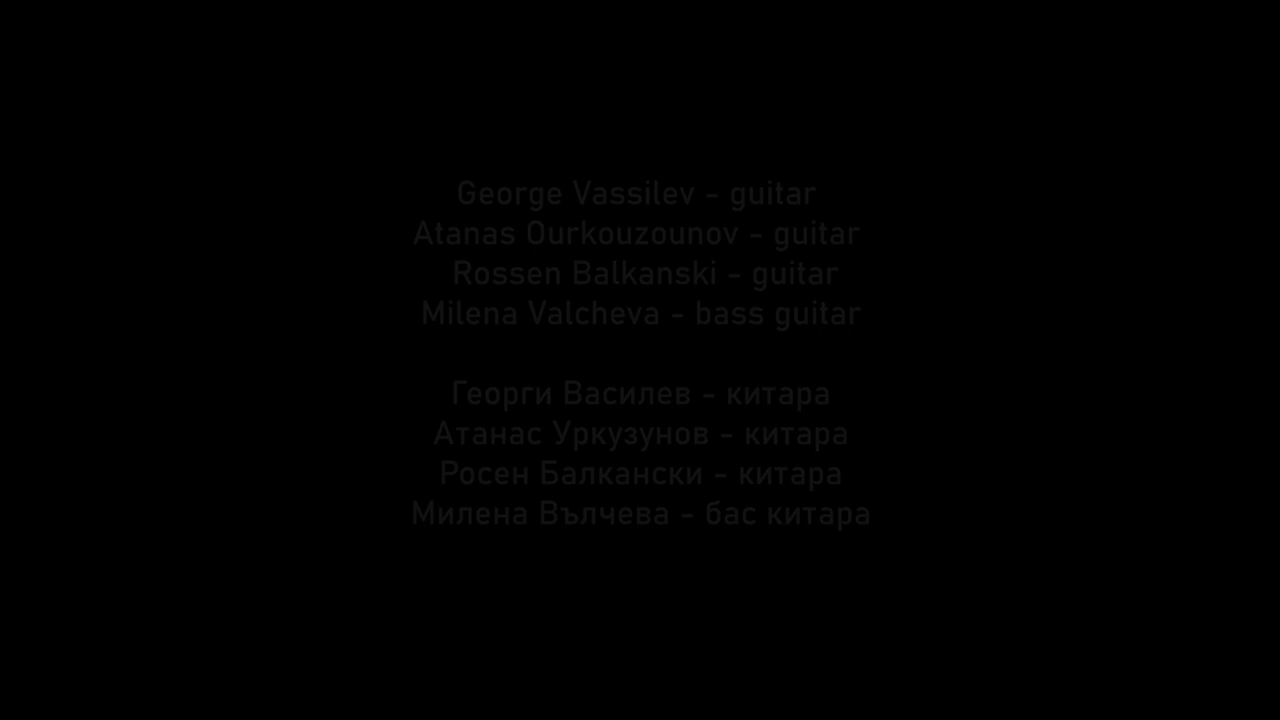 George Vassilev - guitar
Atanas Ourkouzounov - guitar
Rossen Balkanski - guitar
Milena Valcheva - bass guitar
Георги Василев - китара
Атанас Уркузунов - китара
Росен Балкански - китара
Милена Вълчева - бас китара